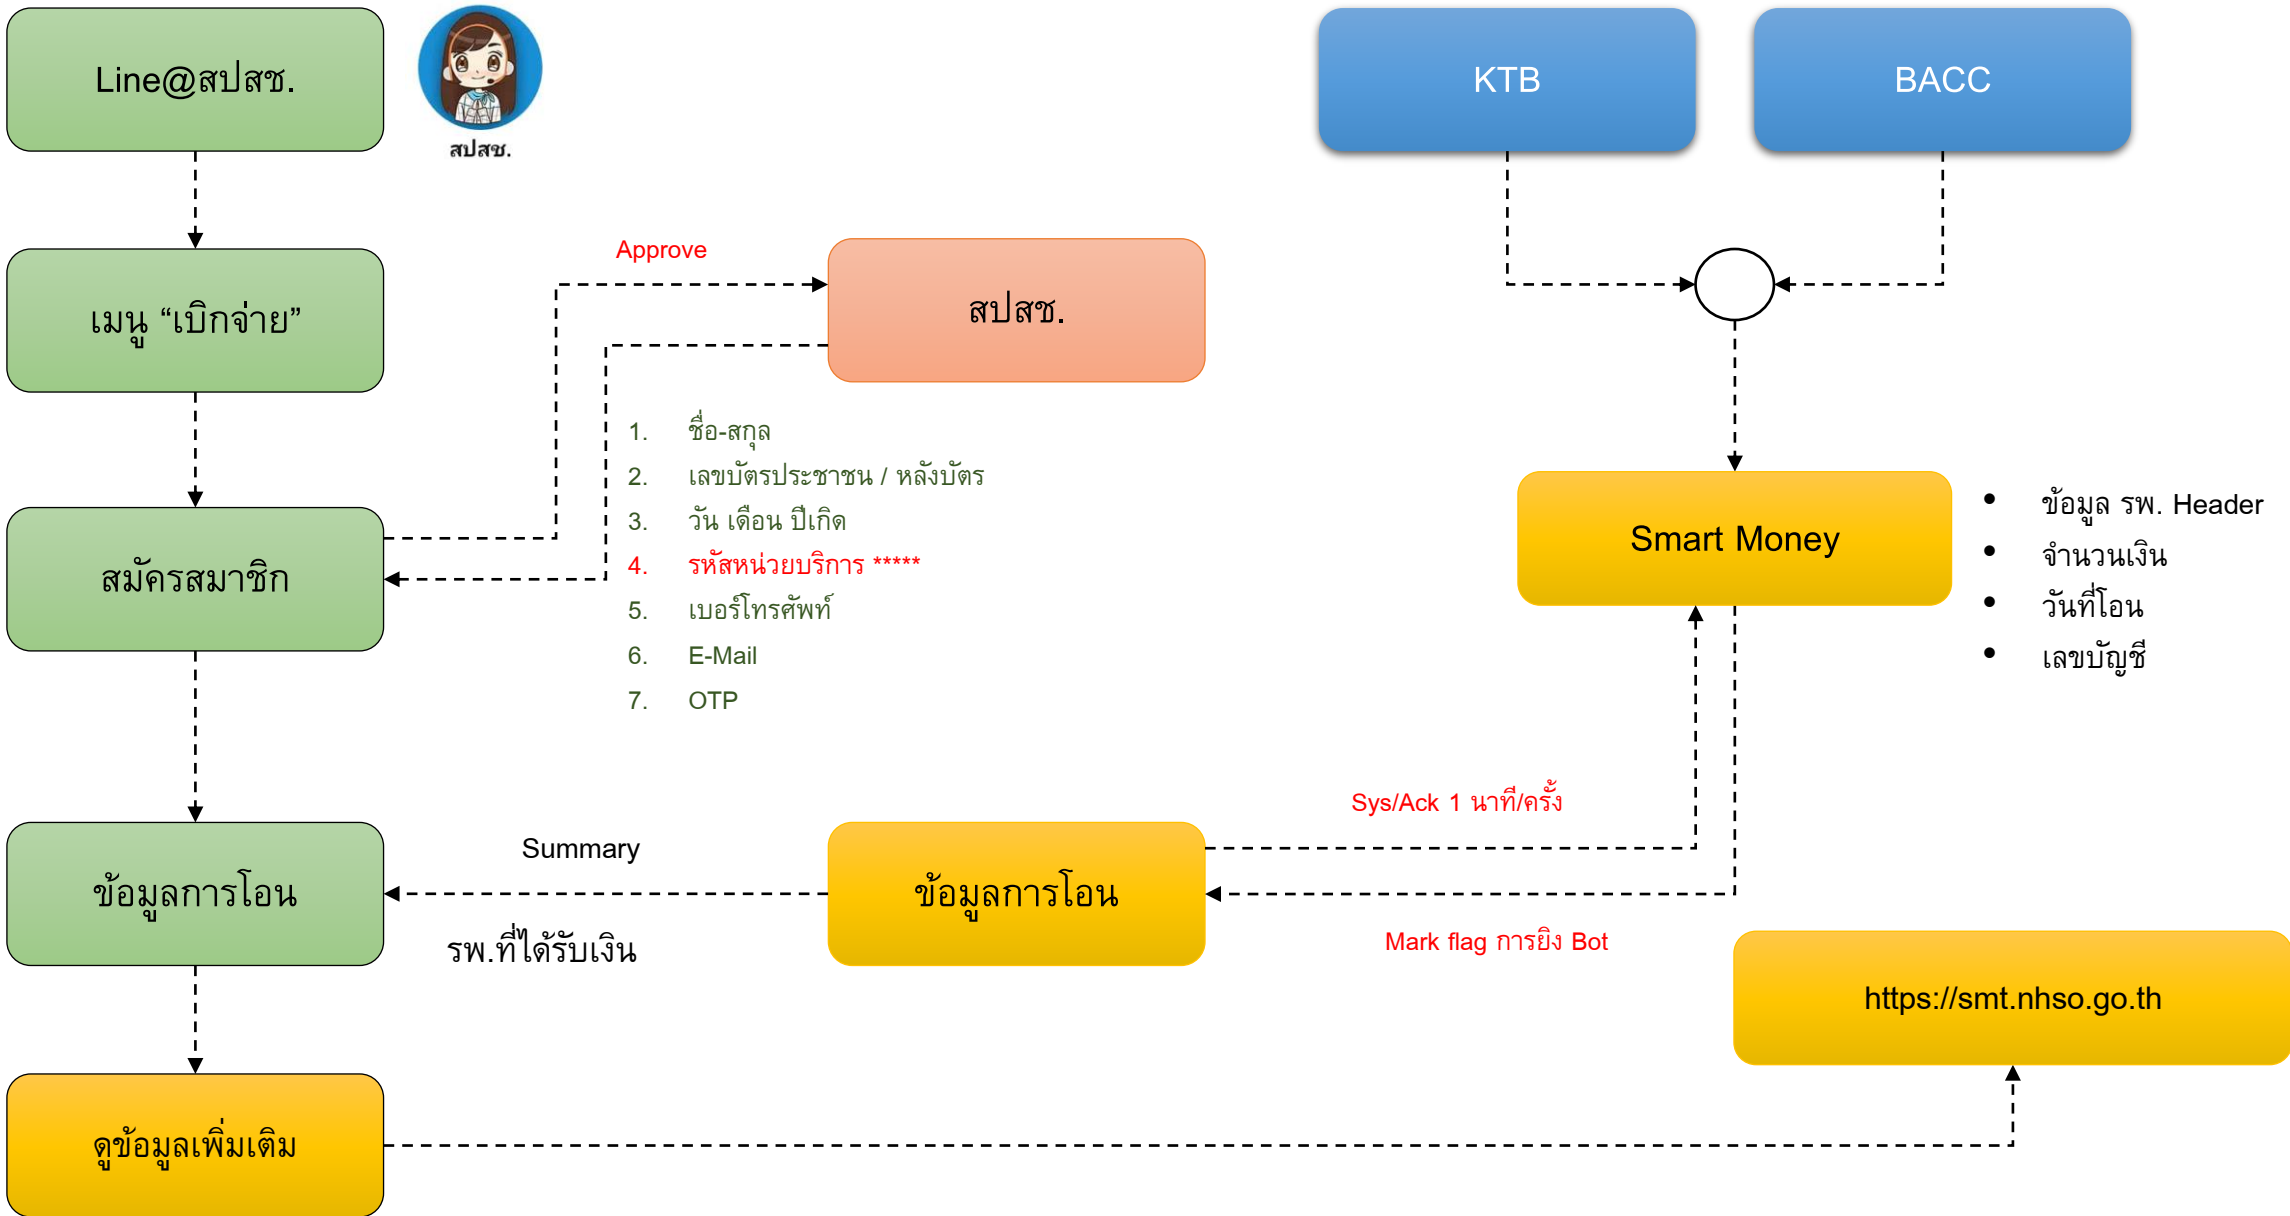 Line@สปสช.
สปสช.
KTB
BACC
เมนู “เบิกจ่าย”
Approve
สปสช.
1. ชื่อ-สกุล
2. เลขบัตรประชาชน / หลังบัตร
3. วัน เดือน ปีเกิด
4. รหัสหน่วยบริการ *****
5. เบอร์โทรศัพท์
6. E-Mail
7. OTP
สมัครสมาชิก
Smart Money
• ข้อมูล รพ. Header
• จำนวนเงิน
• วันที่โอน
• เลขบัญชี
Sys/Ack 1 นาที/ครั้ง
ข้อมูลการโอน
Summary
รพ.ที่ได้รับเงิน
ข้อมูลการโอน
Mark flag การยิง Bot
https://smt.nhso.go.th
ดูข้อมูลเพิ่มเติม